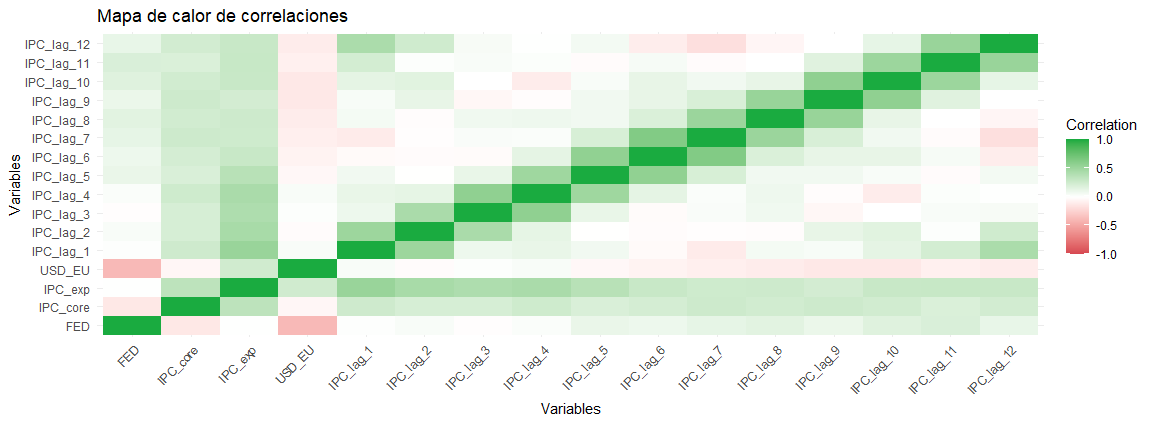 Mapa de calor de correlaciones
IPC_lag_12
IPC_lag_11
IPC_lag_10
IPC_lag_9
IPC_lag_8
IPC_lag_7
IPC_lag_6
IPC_lag_5
IPC_lag_4
IPC_lag_3
IPC_lag_2
IPC_lag_1
USD_EU
IPC_exp
IPC_core
FED
Variables
FED
IPC_core
IPC_exp
USD_EU
IPC_lag_1
IPC_lag_2
IPC_lag_3
IPC_lag_4
IPC_lag_5
IPC_lag_6
IPC_lag_7
IPC_lag_8
IPC_lag_9
IPC_lag_10
IPC_lag_11
IPC_lag_12
Variables
Correlation
1.0
0.5
0.0
-0.5
-1.0